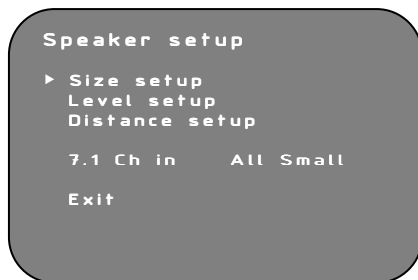 Speaker setup
Size setup
Level setup
Distance setup
7.1 Ch in All Small
Exit